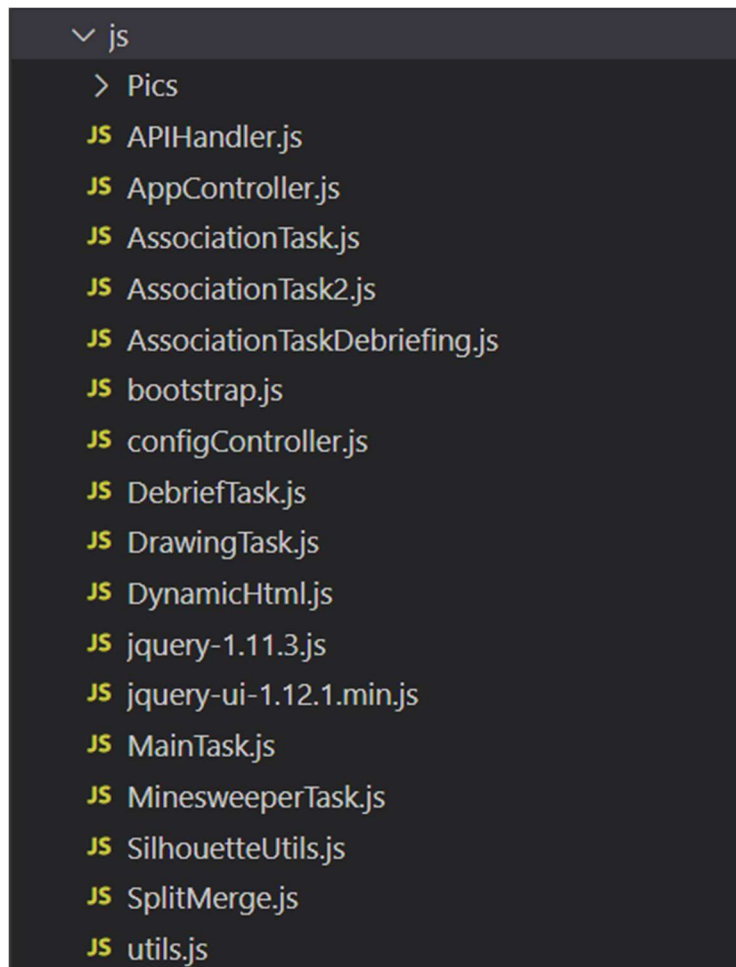 js
Pics
JS APIHandler.js
JS AppController.js
JS AssociationTask.js
JS AssociationTask2.js
JS AssociationTaskDebriefing.js
JS bootstrap.js
JS configController.js
JS DebriefTask.js
JS DrawingTask.js
JS DynamicHtml.js
JS jquery-1.11.3.js
JS jquery-ui-1.12.1.min.js
JS MainTask.js
JS MinesweeperTask.js
JS SilhouetteUtils.js
JS SplitMerge.js
JS utils.js